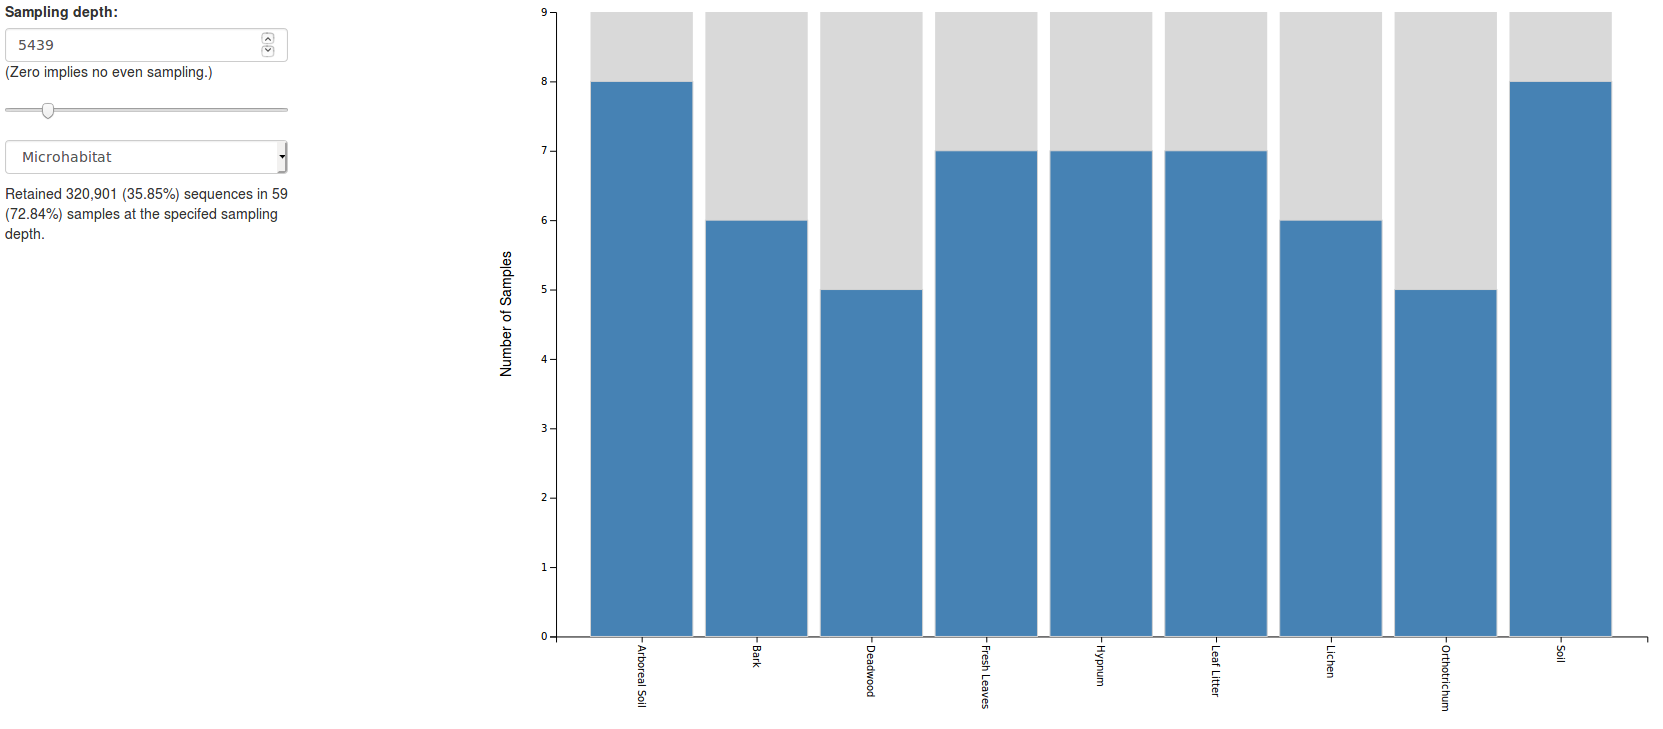 Sampling depth:
5439
(Zero implies no even sampling.)
Microhabitat
Retained 320,901 (35.85%) sequences in 59
(72.84%) samples at the specifed sampling
depth.
Number of Samples
9
8
7
6
5
4
3
2
1
0
Arboreal Soil
Bark
Deadwood
Fresh Leaves
Hypnum
Leaf Litter
Lichen
Orthotrichum
Soil